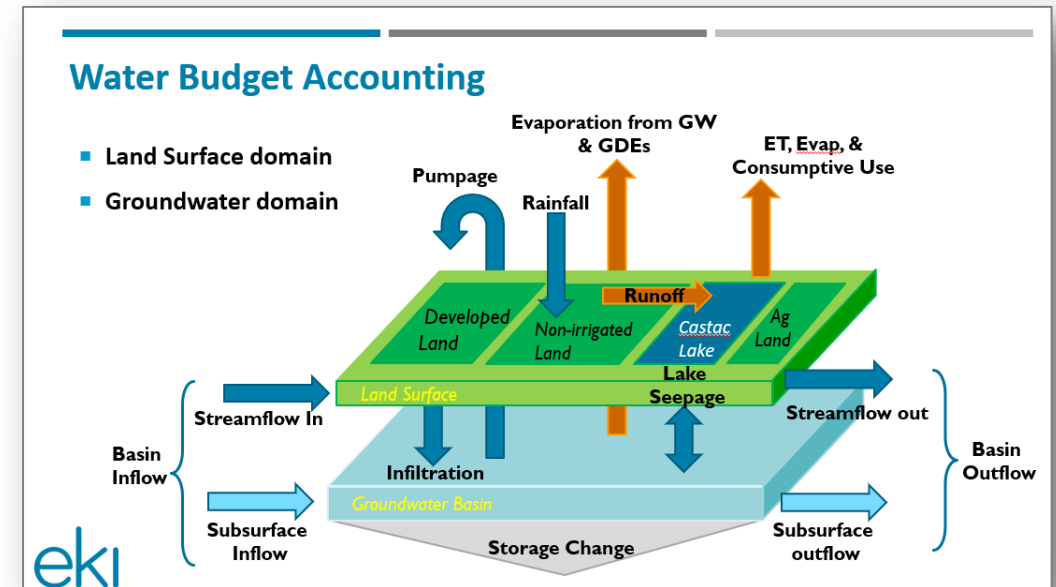 Water Budget Accounting
Land Surface domain
Groundwater domain
Evaporation from GW
& GDEs
ET, Evap, &
Consumptive Use
Pumpage
Rainfall
Runoff
Developed
Land
Non-irrigated
Land
Castac
Lake
Ag
Land
Lake
Seepage
Land Surface
Streamflow In
Streamflow out
Basin
Inflow
Infiltration
Basin
Outflow
Groundwater Basin
Subsurface
Inflow
Storage Change
Subsurface
outflow
eki